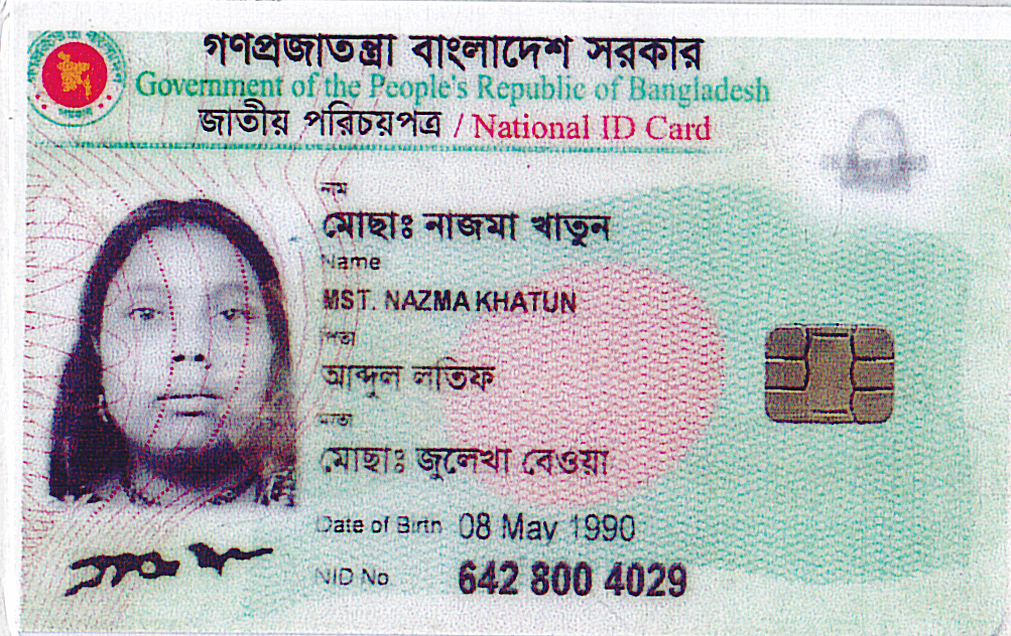 গণপ্রজাতন্ত্রী বাংলাদেশ সরকার
Government of the People's Republic of Bangladesh
জাতীয় পরিচয়পত্র / National ID Card
নাম
মোছাঃ নাজমা খাতুন
Name
MST. NAZMA KHATUN
পিতা
আব্দুল লতিফ
মাতা
মোছাঃ জুলেখা বেওয়া
Date of Birth 08 May 1990
NID No. 642 800 4029